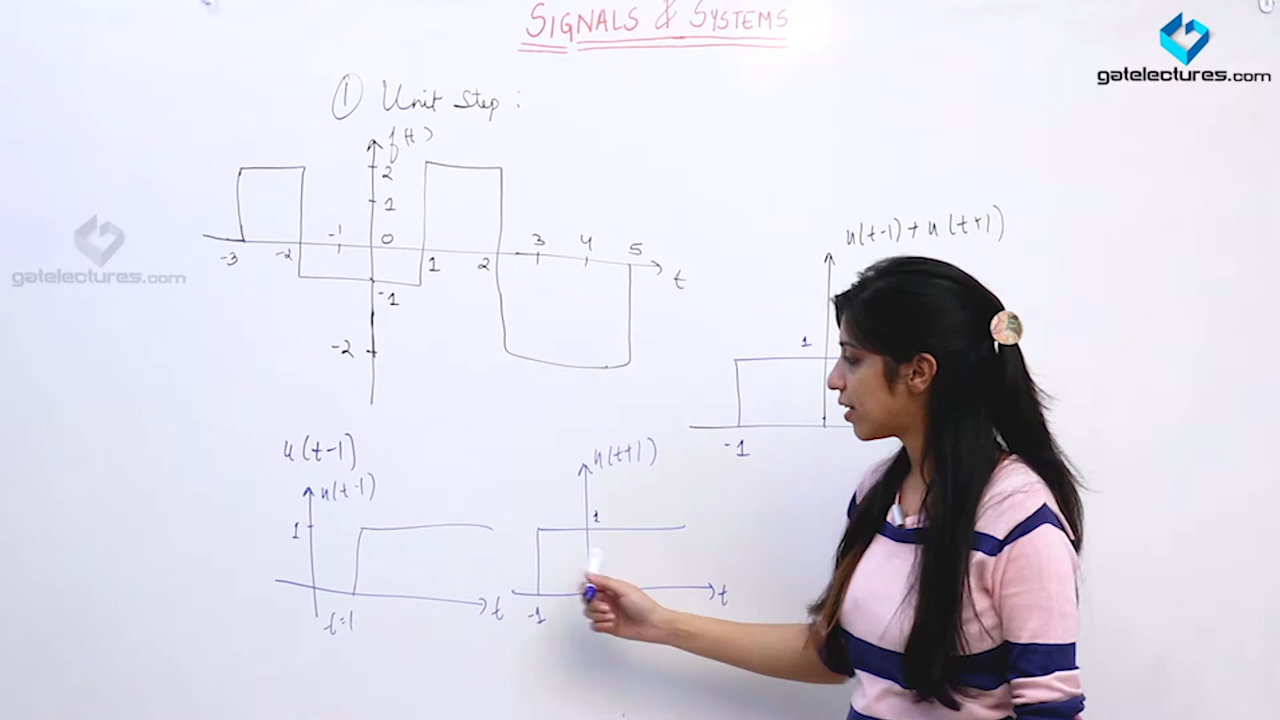 SIGNALS & SYSTEMS
gatelectures.com
① Unit Step :
f(t)
2
1
-3 -2 -1 0 1 2 3 4 5 t
-1
-2
gatelectures.com
u(t-1) + u(t+1)
1
-1
u(t-1)
u(t-1)
1
t=1 t
u(t+1)
1
-1 t